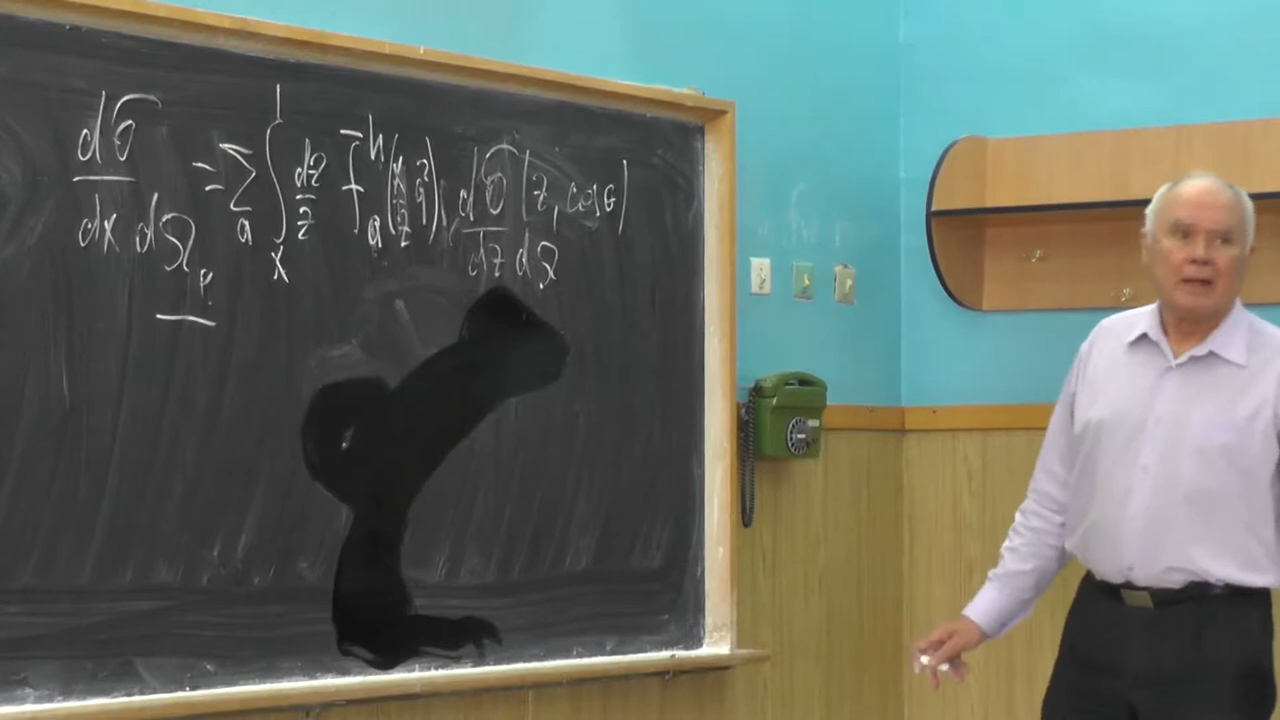 dσ/dx dΩ_p = Σ_a ∫_x^1 dz/z F_a^h(x/z, q²), dσ/dz dΩ (z, cosθ)